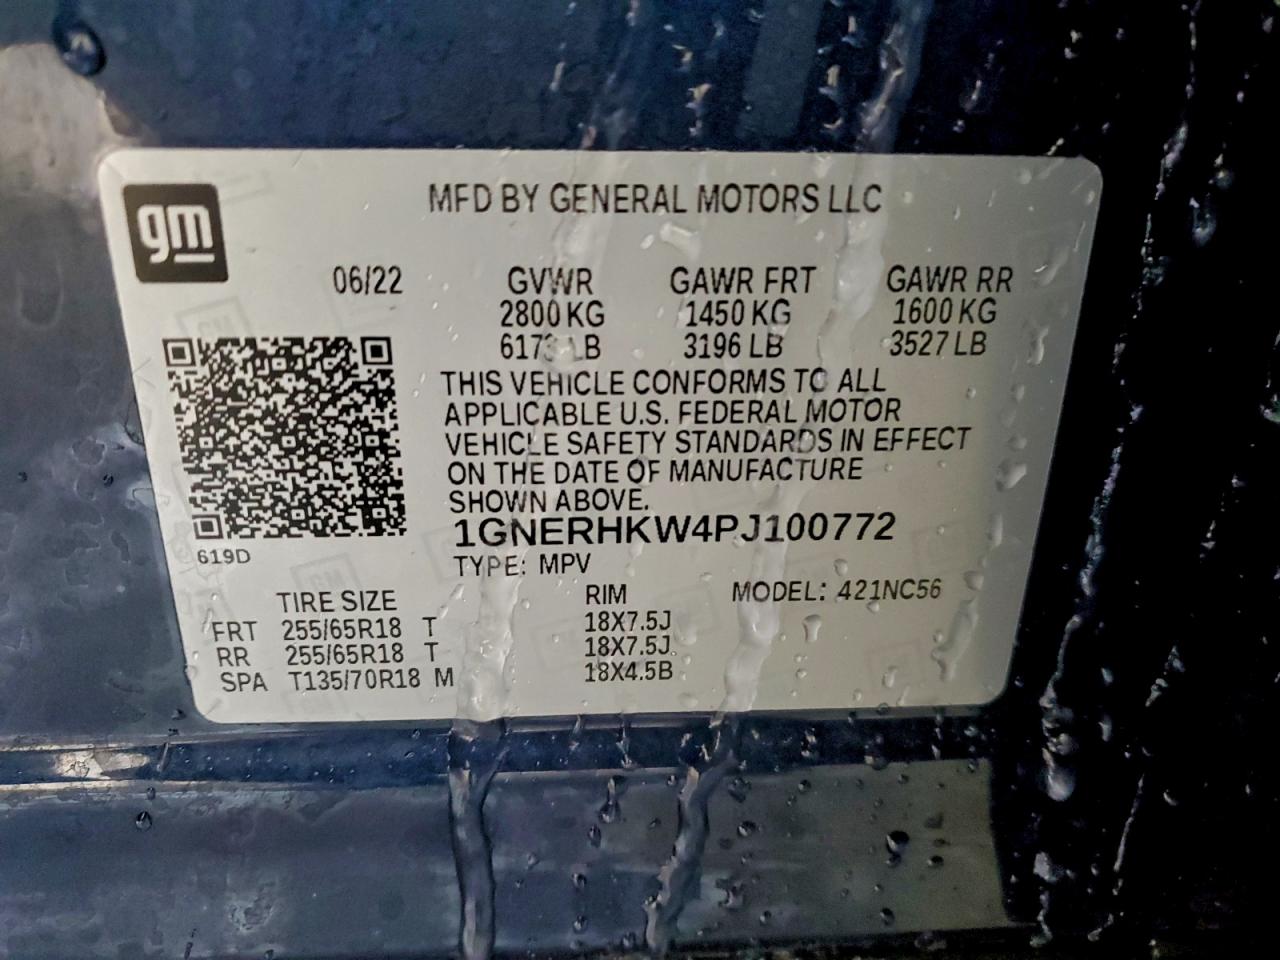 gm
MFD BY GENERAL MOTORS LLC
06/22 GVWR GAWR FRT GAWR RR
2800 KG 1450 KG 1600 KG
LB 3196 LB 3527 LB
THIS VEHICLE CONFORMS TO ALL
APPLICABLE U.S. FEDERAL MOTOR
VEHICLE SAFETY STANDARDS IN EFFECT
ON THE DATE OF MANUFACTURE
SHOWN ABOVE.
1GNERHKW4PJ100772
619D
TYPE: MPV
TIRE SIZE RIM MODEL: 421NC56
FRT 255/65R18 T 18X7.5J
RR 255/65R18 T 18X7.5J
SPA T135/70R18 M 18X4.5B